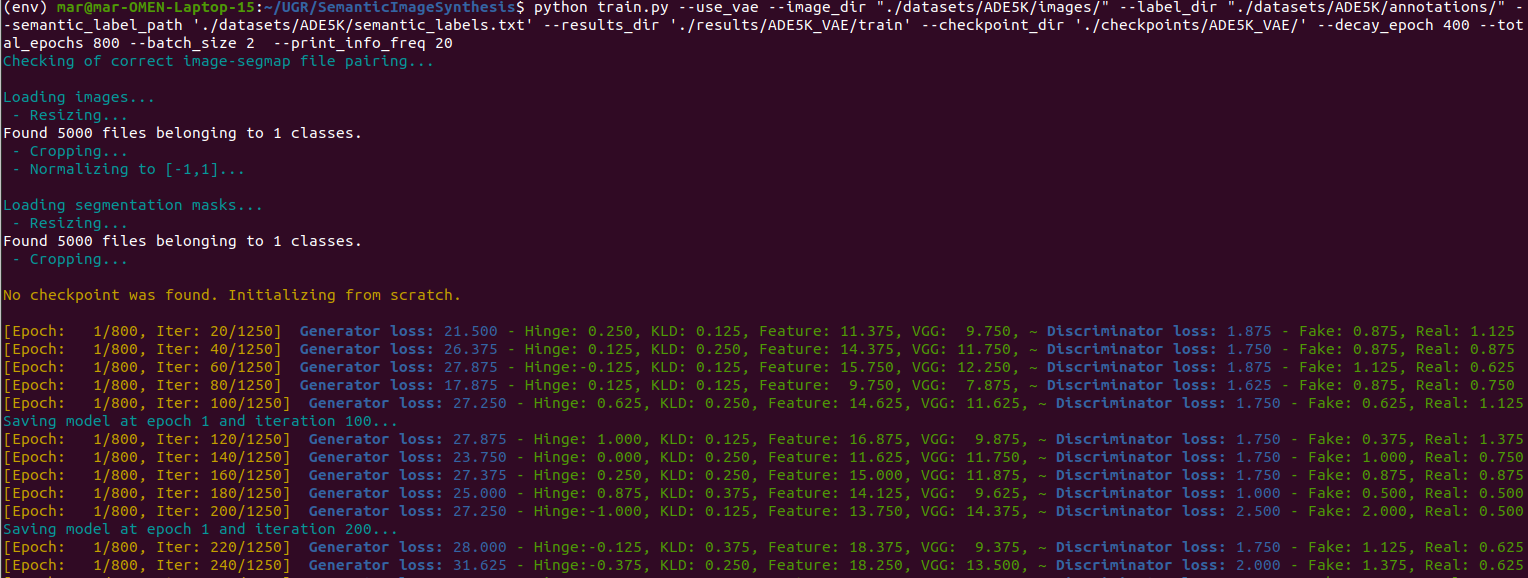 (env) mar@mar-OMEN-Laptop-15:~/UGR/SemanticImageSynthesis$ python train.py --use_vae --image_dir "./datasets/ADE5K/images/" --label_dir "./datasets/ADE5K/annotations/" -
-semantic_label_path './datasets/ADE5K/semantic_labels.txt' --results_dir './results/ADE5K_VAE/train' --checkpoint_dir './checkpoints/ADE5K_VAE/' --decay_epoch 400 --tot
al_epochs 800 --batch_size 2  --print_info_freq 20
Checking of correct image-segmap file pairing...
Loading images...
 - Resizing...
Found 5000 files belonging to 1 classes.
 - Cropping...
 - Normalizing to [-1,1]...
Loading segmentation masks...
 - Resizing...
Found 5000 files belonging to 1 classes.
 - Cropping...
No checkpoint was found. Initializing from scratch.
[Epoch:   1/800, Iter: 20/1250]  Generator loss: 21.500 - Hinge: 0.250, KLD: 0.125, Feature: 11.375, VGG:  9.750, ~ Discriminator loss: 1.875 - Fake: 0.875, Real: 1.125
[Epoch:   1/800, Iter: 40/1250]  Generator loss: 26.375 - Hinge: 0.125, KLD: 0.250, Feature: 14.375, VGG: 11.750, ~ Discriminator loss: 1.750 - Fake: 0.875, Real: 0.875
[Epoch:   1/800, Iter: 60/1250]  Generator loss: 27.875 - Hinge:-0.125, KLD: 0.125, Feature: 15.750, VGG: 12.250, ~ Discriminator loss: 1.875 - Fake: 1.125, Real: 0.625
[Epoch:   1/800, Iter: 80/1250]  Generator loss: 17.875 - Hinge: 0.125, KLD: 0.125, Feature:  9.750, VGG:  7.875, ~ Discriminator loss: 1.625 - Fake: 0.875, Real: 0.750
[Epoch:   1/800, Iter: 100/1250]  Generator loss: 27.250 - Hinge: 0.625, KLD: 0.250, Feature: 14.625, VGG: 11.625, ~ Discriminator loss: 1.750 - Fake: 0.625, Real: 1.125
Saving model at epoch 1 and iteration 100...
[Epoch:   1/800, Iter: 120/1250]  Generator loss: 27.875 - Hinge: 1.000, KLD: 0.125, Feature: 16.875, VGG:  9.875, ~ Discriminator loss: 1.750 - Fake: 0.375, Real: 1.375
[Epoch:   1/800, Iter: 140/1250]  Generator loss: 23.750 - Hinge: 0.000, KLD: 0.250, Feature: 11.625, VGG: 11.750, ~ Discriminator loss: 1.750 - Fake: 1.000, Real: 0.750
[Epoch:   1/800, Iter: 160/1250]  Generator loss: 27.375 - Hinge: 0.250, KLD: 0.250, Feature: 15.000, VGG: 11.875, ~ Discriminator loss: 1.750 - Fake: 0.875, Real: 0.875
[Epoch:   1/800, Iter: 180/1250]  Generator loss: 25.000 - Hinge: 0.875, KLD: 0.375, Feature: 14.125, VGG:  9.625, ~ Discriminator loss: 1.000 - Fake: 0.500, Real: 0.500
[Epoch:   1/800, Iter: 200/1250]  Generator loss: 27.250 - Hinge:-1.000, KLD: 0.125, Feature: 13.750, VGG: 14.375, ~ Discriminator loss: 2.500 - Fake: 2.000, Real: 0.500
Saving model at epoch 1 and iteration 200...
[Epoch:   1/800, Iter: 220/1250]  Generator loss: 28.000 - Hinge:-0.125, KLD: 0.375, Feature: 18.375, VGG:  9.375, ~ Discriminator loss: 1.750 - Fake: 1.125, Real: 0.625
[Epoch:   1/800, Iter: 240/1250]  Generator loss: 31.625 - Hinge:-0.375, KLD: 0.250, Feature: 18.250, VGG: 13.500, ~ Discriminator loss: 2.000 - Fake: 1.375, Real: 0.625